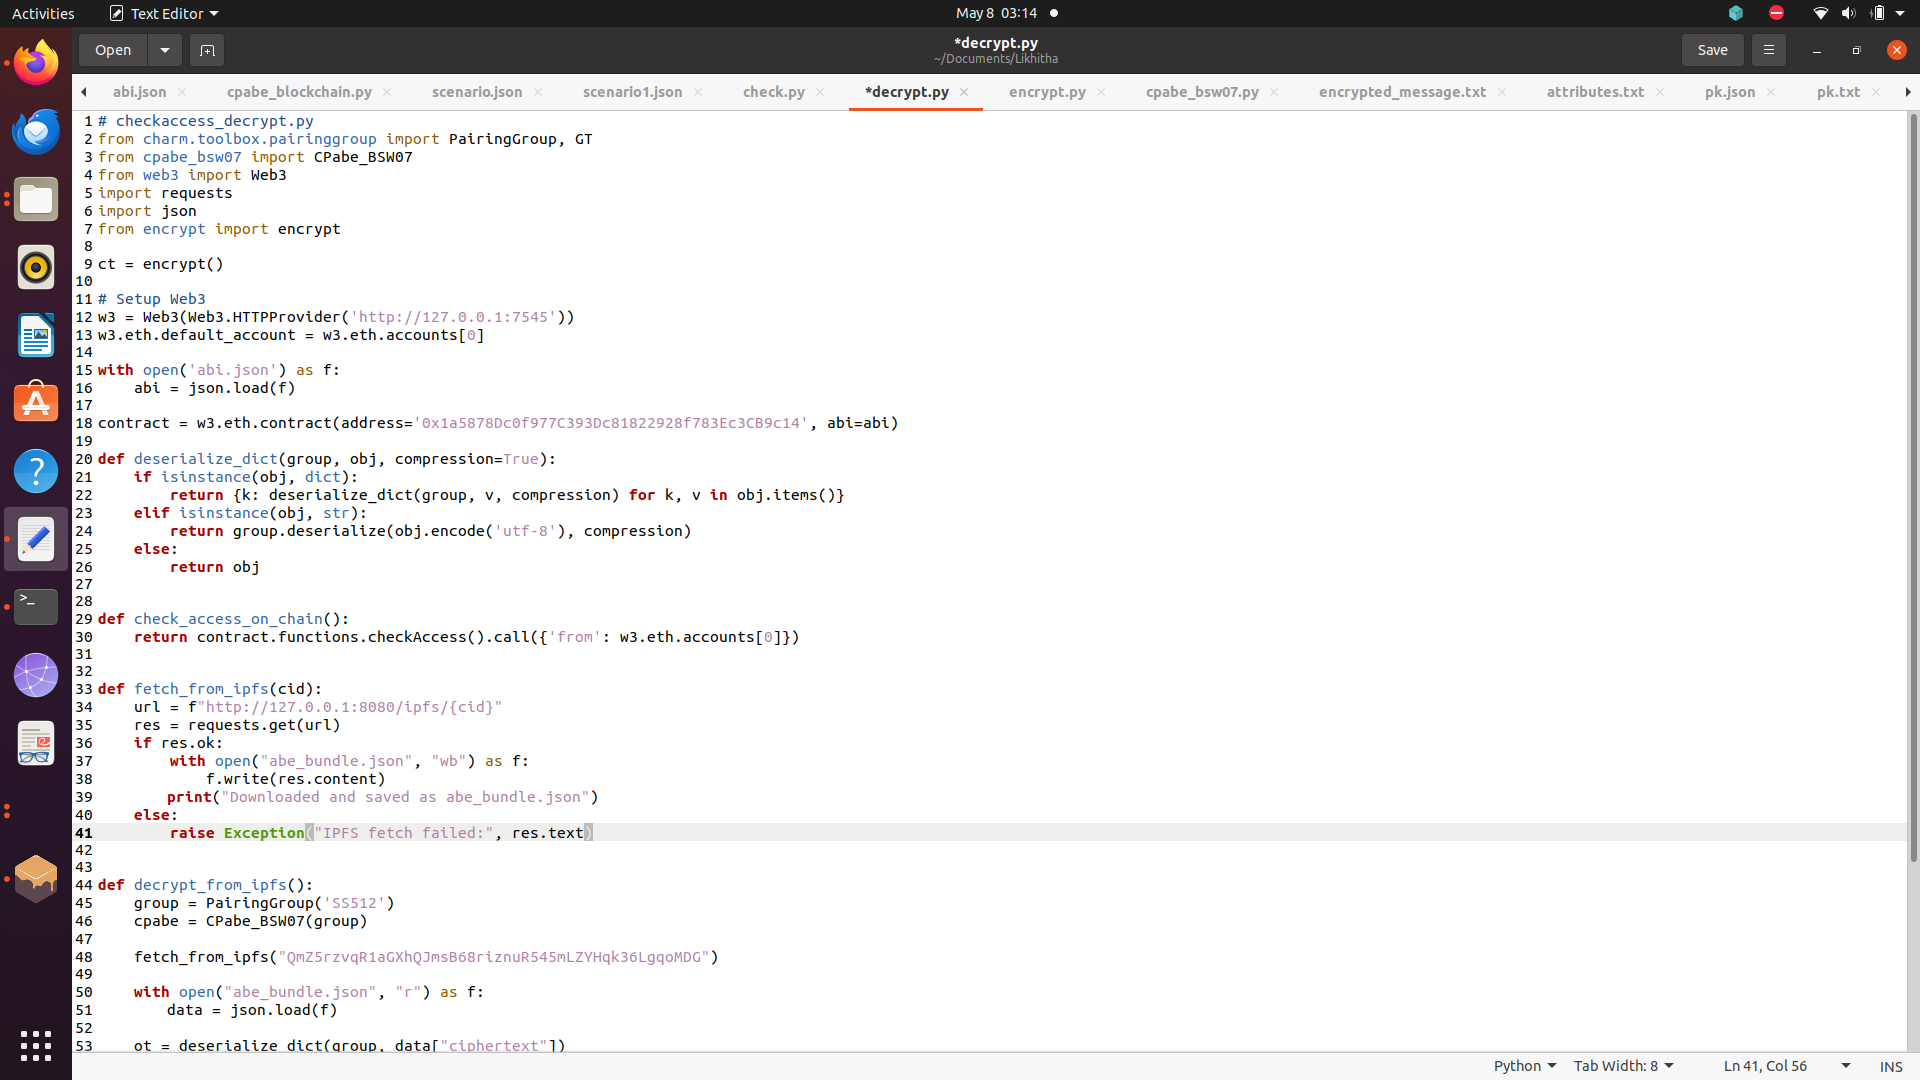 Activities
Text Editor
May 8 03:14
Open
*decrypt.py
~/Documents/Likhitha
Save
abi.json
cpabe_blockchain.py
scenario.json
scenario1.json
check.py
*decrypt.py
encrypt.py
cpabe_bsw07.py
encrypted_message.txt
attributes.txt
pk.json
pk.txt
1 # checkaccess_decrypt.py
2 from charm.toolbox.pairinggroup import PairingGroup, GT
3 from cpabe_bsw07 import CPabe_BSW07
4 from web3 import Web3
5 import requests
6 import json
7 from encrypt import encrypt
8
9 ct = encrypt()
10
11 # Setup Web3
12 w3 = Web3(Web3.HTTPProvider('http://127.0.0.1:7545'))
13 w3.eth.default_account = w3.eth.accounts[0]
14
15 with open('abi.json') as f:
16     abi = json.load(f)
17
18 contract = w3.eth.contract(address='0x1a5878Dc0f977C393Dc81822928f783Ec3CB9c14', abi=abi)
19
20 def deserialize_dict(group, obj, compression=True):
21     if isinstance(obj, dict):
22         return {k: deserialize_dict(group, v, compression) for k, v in obj.items()}
23     elif isinstance(obj, str):
24         return group.deserialize(obj.encode('utf-8'), compression)
25     else:
26         return obj
27
28
29 def check_access_on_chain():
30     return contract.functions.checkAccess().call({'from': w3.eth.accounts[0]})
31
32
33 def fetch_from_ipfs(cid):
34     url = f"http://127.0.0.1:8080/ipfs/{cid}"
35     res = requests.get(url)
36     if res.ok:
37         with open("abe_bundle.json", "wb") as f:
38             f.write(res.content)
39         print("Downloaded and saved as abe_bundle.json")
40     else:
41         raise Exception("IPFS fetch failed:", res.text)
42
43
44 def decrypt_from_ipfs():
45     group = PairingGroup('SS512')
46     cpabe = CPabe_BSW07(group)
47
48     fetch_from_ipfs("QmZ5rzvqR1aGXhQJmsB68riznuR545mLZYHqk36LgqoMDG")
49
50     with open("abe_bundle.json", "r") as f:
51         data = json.load(f)
52
53     ot = deserialize_dict(group, data["ciphertext"])
Python
Tab Width: 8
Ln 41, Col 56
INS